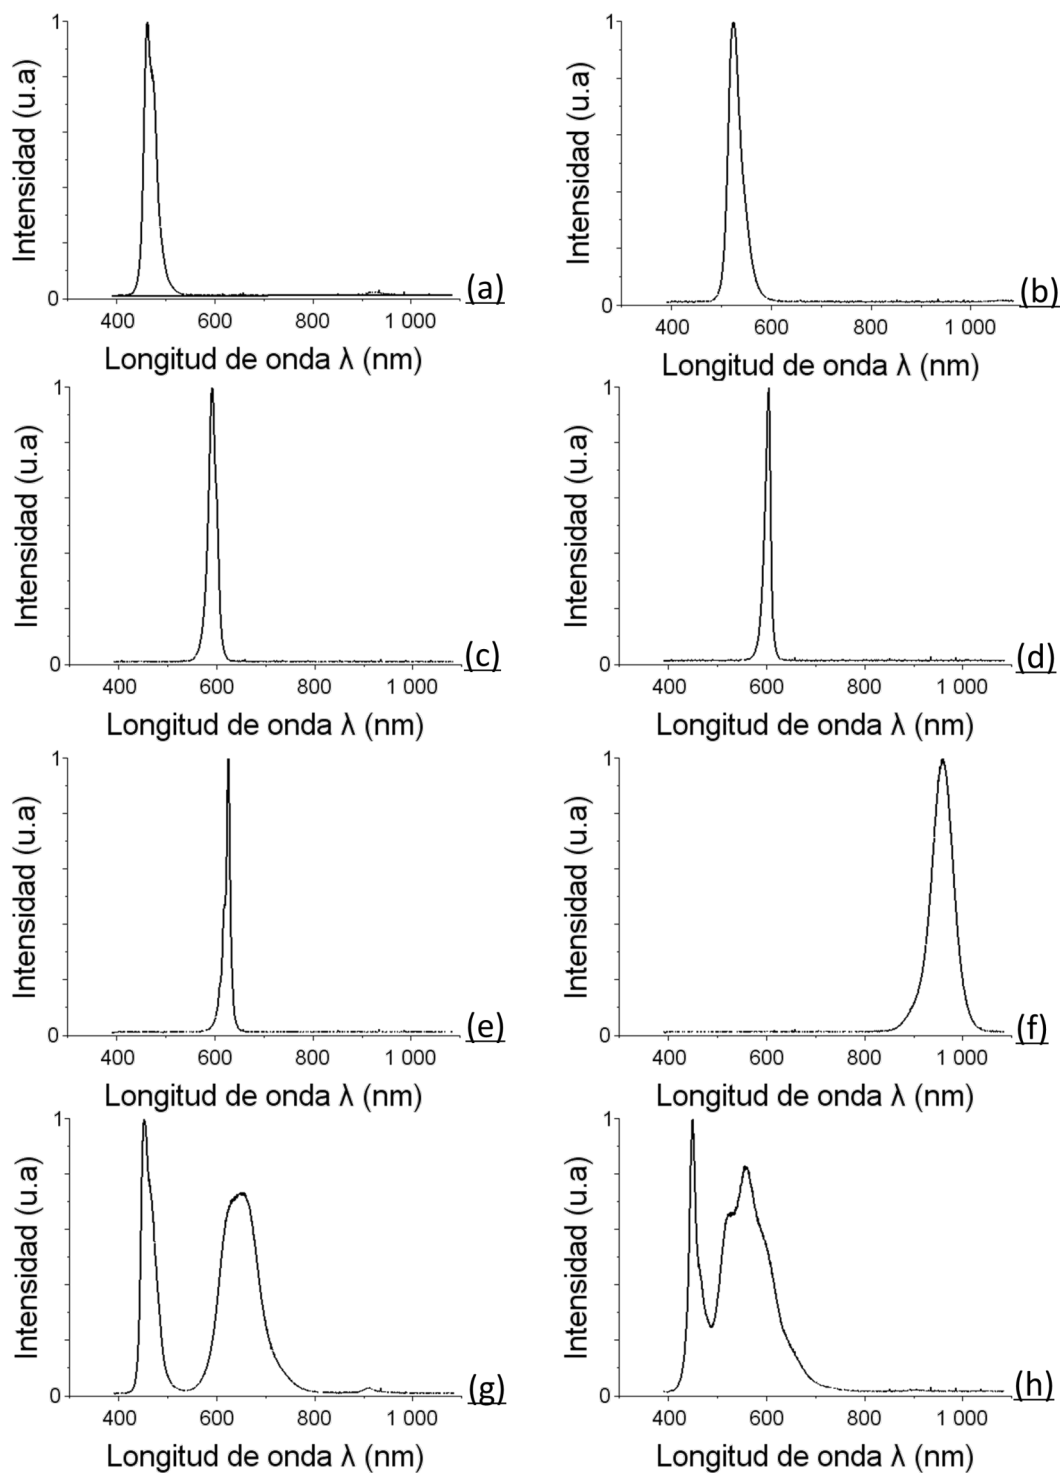 1
Intensidad (u.a)
0
400 600 800 1 000
(a)
Longitud de onda λ (nm)
1
Intensidad (u.a)
0
400 600 800 1 000
(b)
Longitud de onda λ (nm)
1
Intensidad (u.a)
0
400 600 800 1 000
(c)
Longitud de onda λ (nm)
1
Intensidad (u.a)
0
400 600 800 1 000
(d)
Longitud de onda λ (nm)
1
Intensidad (u.a)
0
400 600 800 1 000
(e)
Longitud de onda λ (nm)
1
Intensidad (u.a)
0
400 600 800 1 000
(f)
Longitud de onda λ (nm)
1
Intensidad (u.a)
0
400 600 800 1 000
(g)
Longitud de onda λ (nm)
1
Intensidad (u.a)
0
400 600 800 1 000
(h)
Longitud de onda λ (nm)